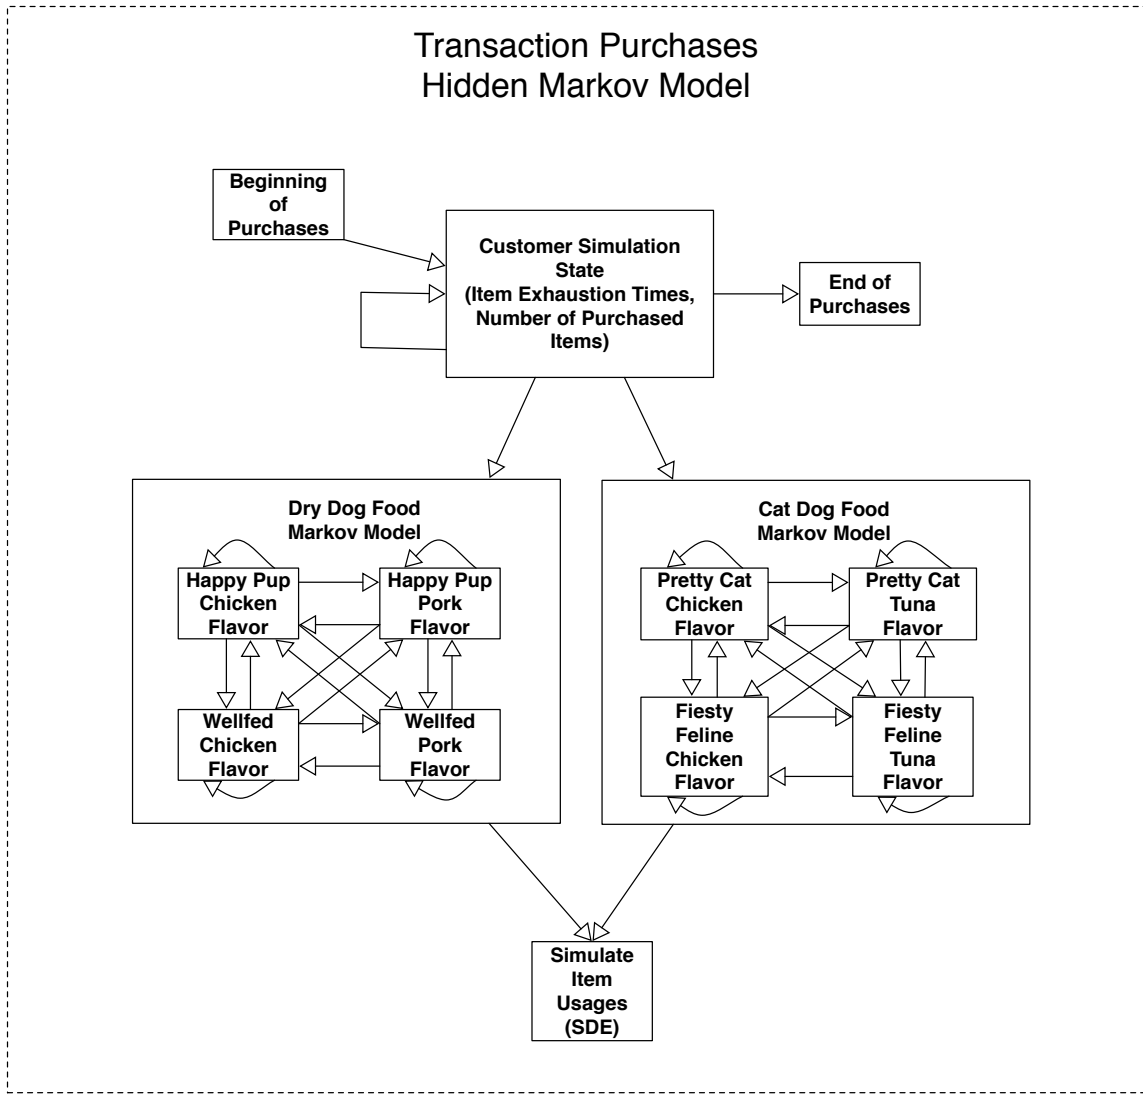 Transaction Purchases
Hidden Markov Model
Beginning
of
Purchases
Customer Simulation
State
(Item Exhaustion Times,
Number of Purchased
Items)
End of
Purchases
Dry Dog Food
Markov Model
Happy Pup
Chicken
Flavor
Happy Pup
Pork
Flavor
Wellfed
Chicken
Flavor
Wellfed
Pork
Flavor
Cat Dog Food
Markov Model
Pretty Cat
Chicken
Flavor
Pretty Cat
Tuna
Flavor
Fiesty
Feline
Chicken
Flavor
Fiesty
Feline
Tuna
Flavor
Simulate
Item
Usages
(SDE)